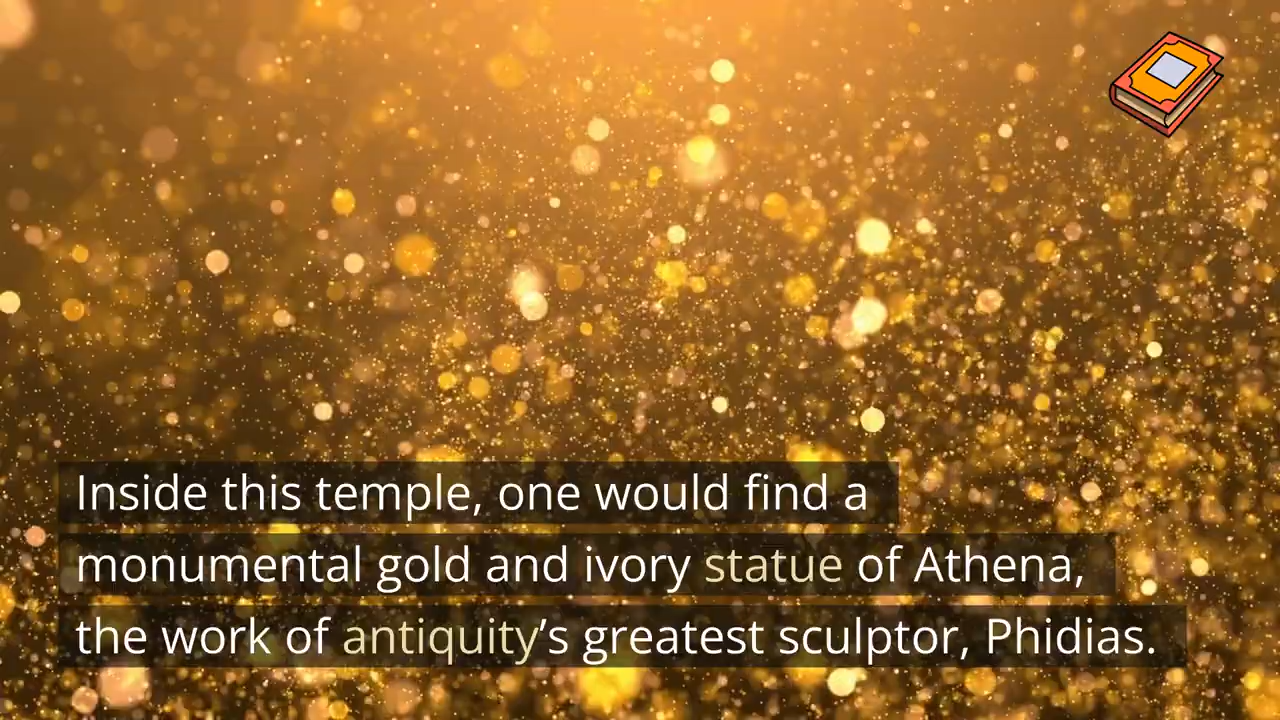 Inside this temple, one would find a
monumental gold and ivory statue of Athena,
the work of antiquity’s greatest sculptor, Phidias.